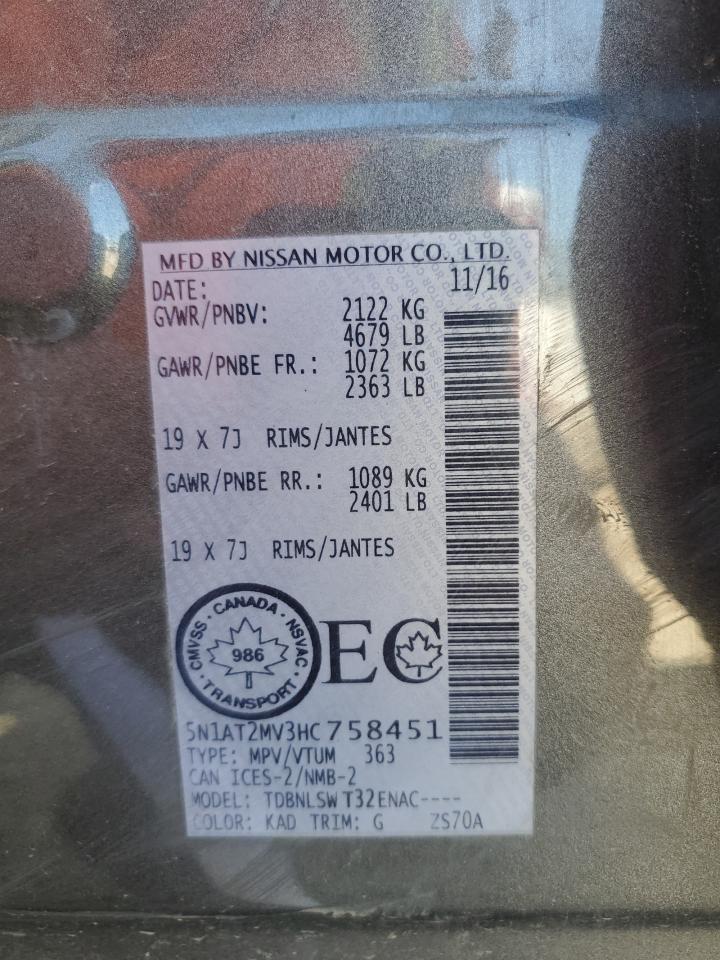 MFD BY NISSAN MOTOR CO., LTD.
DATE: 11/16
GVWR/PNBV: 2122 KG
4679 LB
GAWR/PNBE FR.: 1072 KG
2363 LB
19 X 7J RIMS/JANTES
GAWR/PNBE RR.: 1089 KG
2401 LB
19 X 7J RIMS/JANTES
CMVSS · CANADA · NSVAC
986
· TRANSPORT ·
EC
5N1AT2MV3HC758451
TYPE: MPV/VTUM 363
CAN ICES-2/NMB-2
MODEL: TDBNLSW T32ENAC----
COLOR: KAD TRIM: G ZS70A